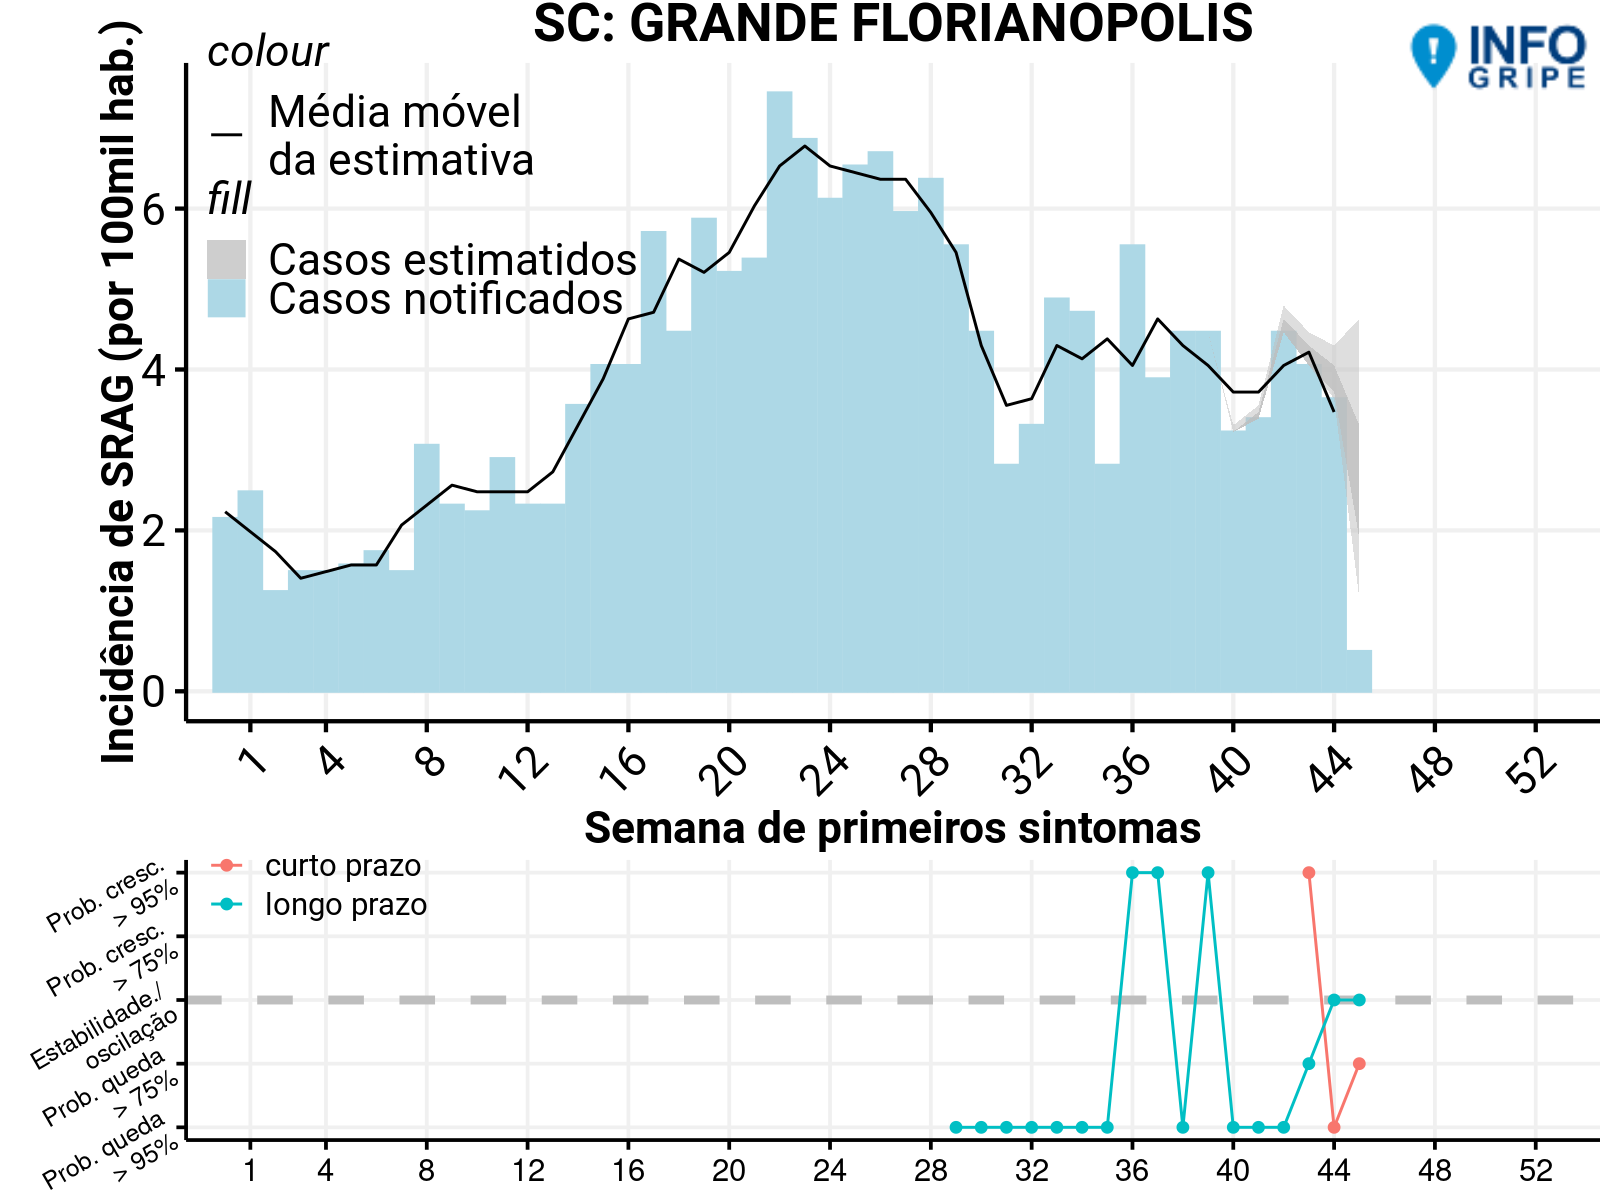 SC: GRANDE FLORIANOPOLIS
INFO
GRIPE
colour
Média móvel
da estimativa
fill
Casos estimatidos
Casos notificados
Incidência de SRAG (por 100mil hab.)
6
4
2
0
1 4 8 12 16 20 24 28 32 36 40 44 48 52
Semana de primeiros sintomas
curto prazo
longo prazo
Prob. cresc.
> 95%
Prob. cresc.
> 75%
Estabilidade./
oscilação
Prob. queda
> 75%
Prob. queda
> 95%
1 4 8 12 16 20 24 28 32 36 40 44 48 52